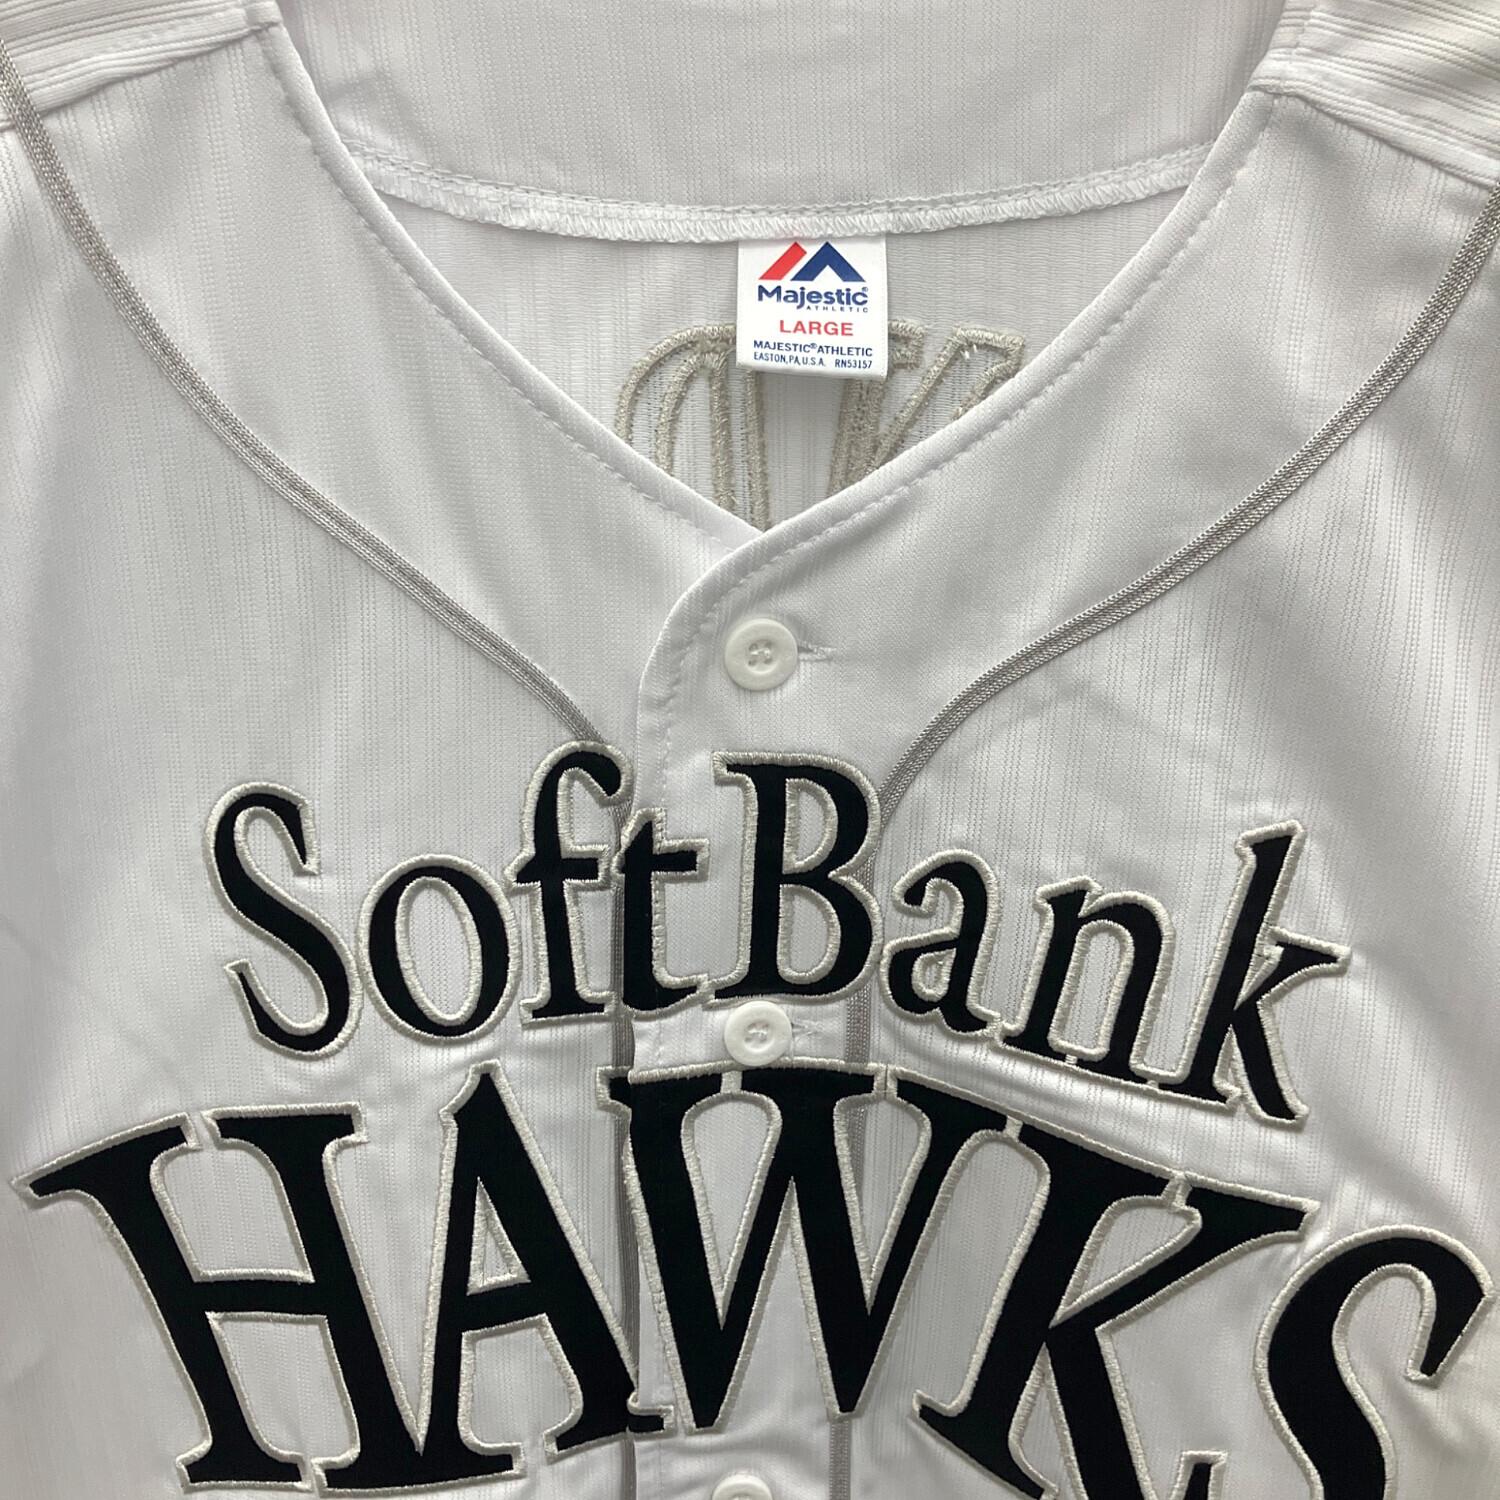 Majestic®
ATHLETIC
LARGE
MAJESTIC® ATHLETIC
EASTON, PA, U.S.A. RN53157
SoftBank
HAWKS